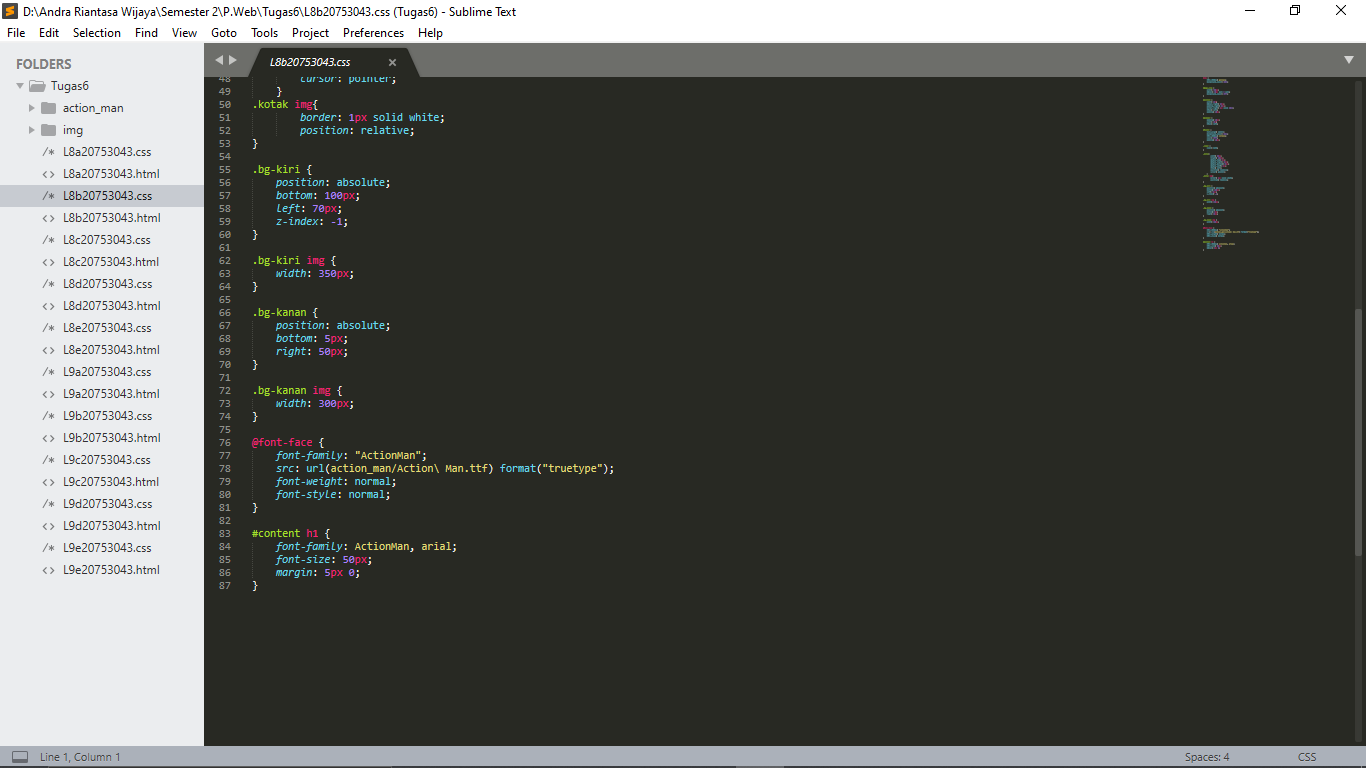 D:\Andra Riantasa Wijaya\Semester 2\P.Web\Tugas6\L8b20753043.css (Tugas6) - Sublime Text
File Edit Selection Find View Goto Tools Project Preferences Help
FOLDERS
Tugas6
action_man
img
/* L8a20753043.css
<> L8a20753043.html
/* L8b20753043.css
<> L8b20753043.html
/* L8c20753043.css
<> L8c20753043.html
/* L8d20753043.css
<> L8d20753043.html
/* L8e20753043.css
<> L8e20753043.html
/* L9a20753043.css
<> L9a20753043.html
/* L9b20753043.css
<> L9b20753043.html
/* L9c20753043.css
<> L9c20753043.html
/* L9d20753043.css
<> L9d20753043.html
/* L9e20753043.css
<> L9e20753043.html
L8b20753043.css ×
48 cursor: pointer;
49 }
50 .kotak img{
51 border: 1px solid white;
52 position: relative;
53 }
54
55 .bg-kiri {
56 position: absolute;
57 bottom: 100px;
58 left: 70px;
59 z-index: -1;
60 }
61
62 .bg-kiri img {
63 width: 350px;
64 }
65
66 .bg-kanan {
67 position: absolute;
68 bottom: 5px;
69 right: 50px;
70 }
71
72 .bg-kanan img {
73 width: 300px;
74 }
75
76 @font-face {
77 font-family: "ActionMan";
78 src: url(action_man/Action\ Man.ttf) format("truetype");
79 font-weight: normal;
80 font-style: normal;
81 }
82
83 #content h1 {
84 font-family: ActionMan, arial;
85 font-size: 50px;
86 margin: 5px 0;
87 }
Line 1, Column 1 Spaces: 4 CSS